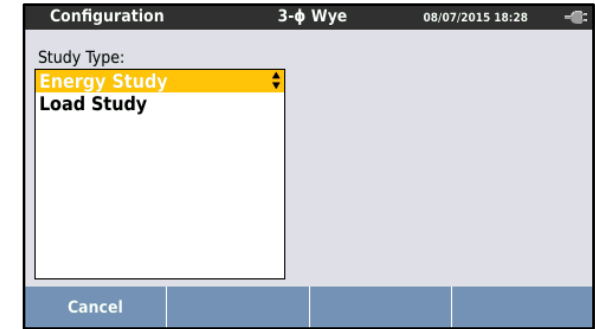 Configuration 3-ϕ Wye 08/07/2015 18:28
Study Type:
Energy Study
Load Study
Cancel